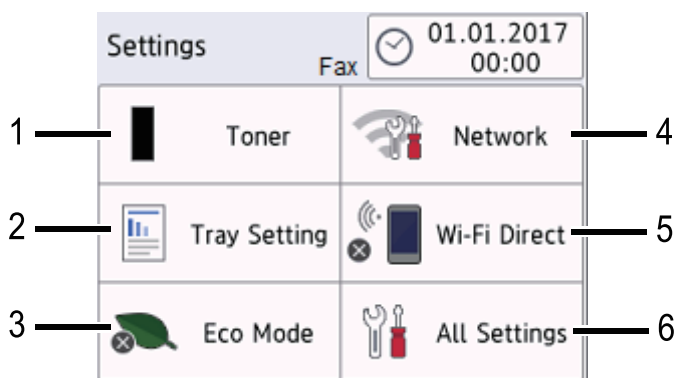 Settings
Fax
01.01.2017
00:00
1
Toner
Network
4
2
Tray Setting
Wi-Fi Direct
5
3
Eco Mode
All Settings
6